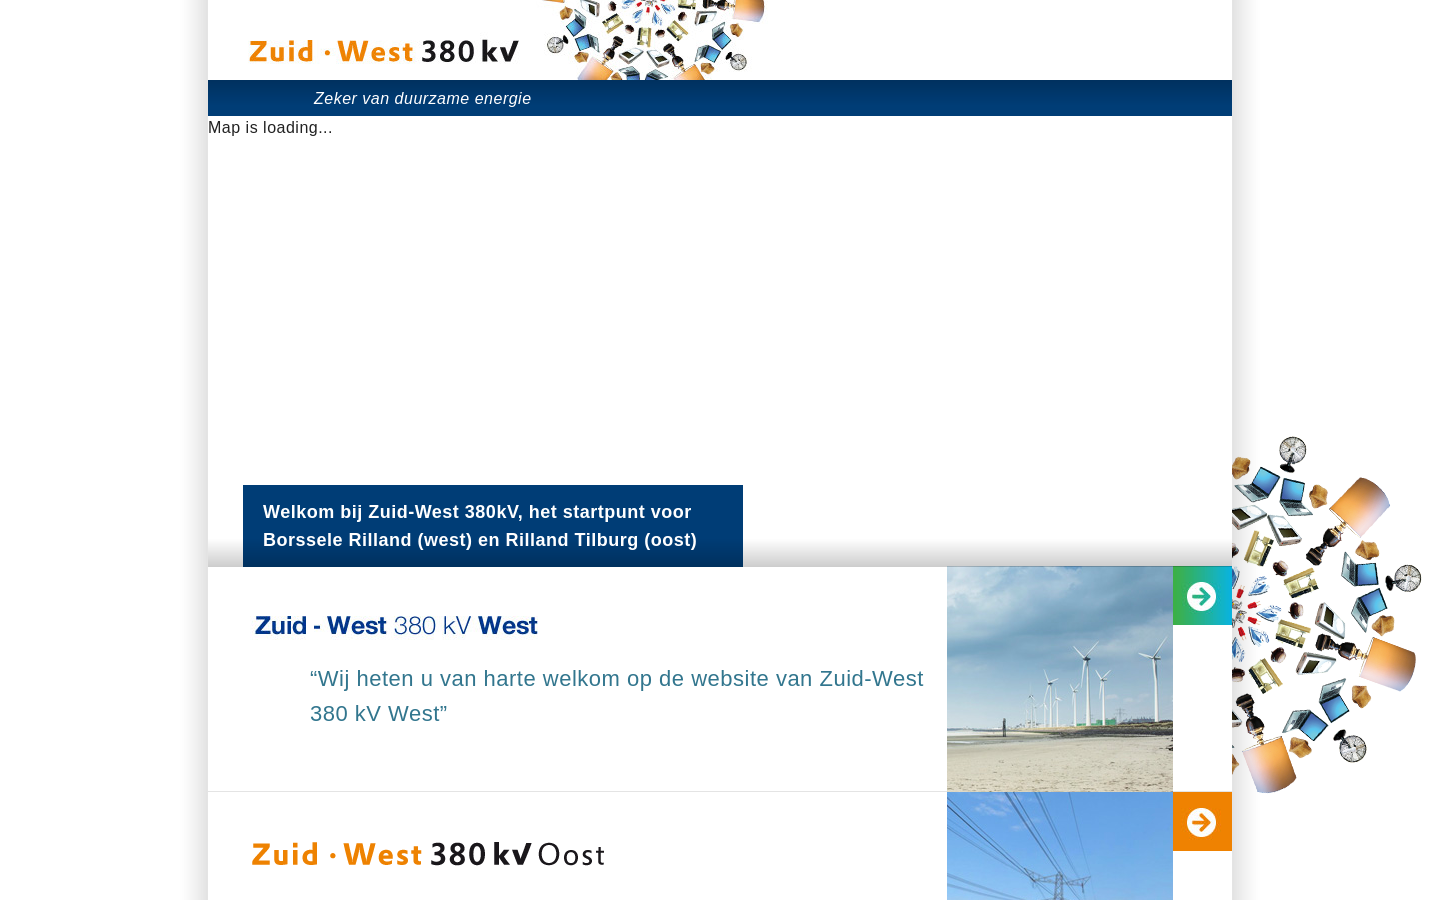 Zuid · West 380 kV
Zeker van duurzame energie
Map is loading...
Welkom bij Zuid-West 380kV, het startpunt voor
Borssele Rilland (west) en Rilland Tilburg (oost)
Zuid - West 380 kV West
“Wij heten u van harte welkom op de website van Zuid-West
380 kV West”
Zuid · West 380 kV Oost